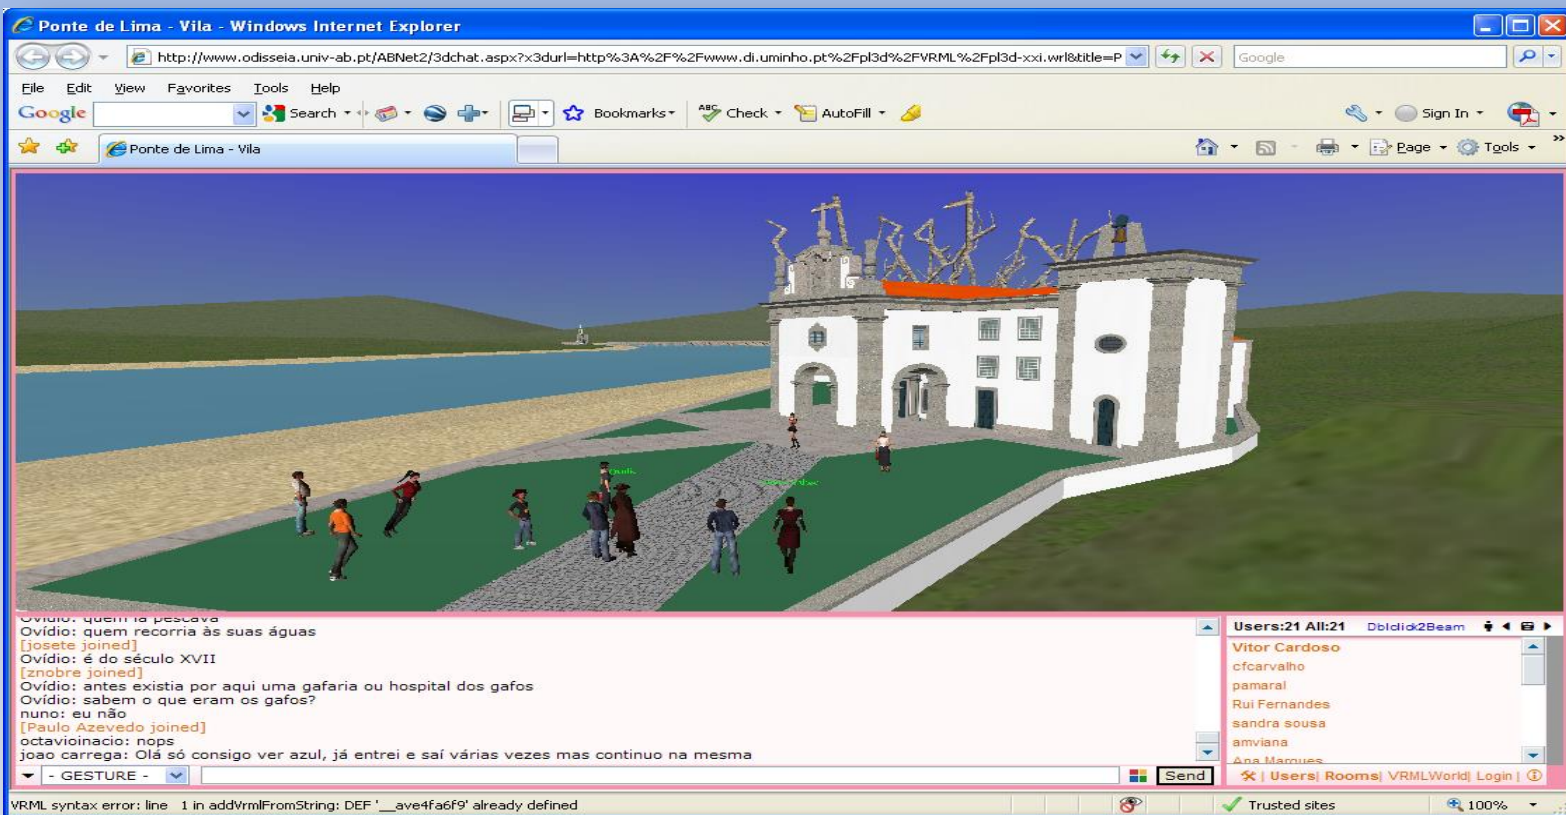 Ponte de Lima - Vila - Windows Internet Explorer
http://www.odisseia.univ-ab.pt/ABNet2/3dchat.aspx?x3durl=http%3A%2F%2Fwww.di.uminho.pt%2Fpl3d%2FVRML%2Fpl3d-xxi.wrl&title=P
Google
File Edit View Favorites Tools Help
Google Search Bookmarks ABC Check AutoFill Sign In
Ponte de Lima - Vila Page Tools »
Ovídio: quem lá pescava
Ovídio: quem recorria às suas águas
[josete joined]
Ovídio: é do século XVII
[znobre joined]
Ovídio: antes existia por aqui uma gafaria ou hospital dos gafos
Ovídio: sabem o que eram os gafos?
nuno: eu não
[Paulo Azevedo joined]
octavioinacio: nops
joao carrega: Olá só consigo ver azul, já entrei e saí várias vezes mas continuo na mesma
- GESTURE - Send
Users:21 All:21 Dblclick2Beam
Vitor Cardoso
cfcarvalho
pamaral
Rui Fernandes
sandra sousa
amviana
Ana Marques
| Users| Rooms| VRMLWorld| Login |
VRML syntax error: line 1 in addVrmlFromString: DEF '__ave4fa6f9' already defined
Trusted sites 100%